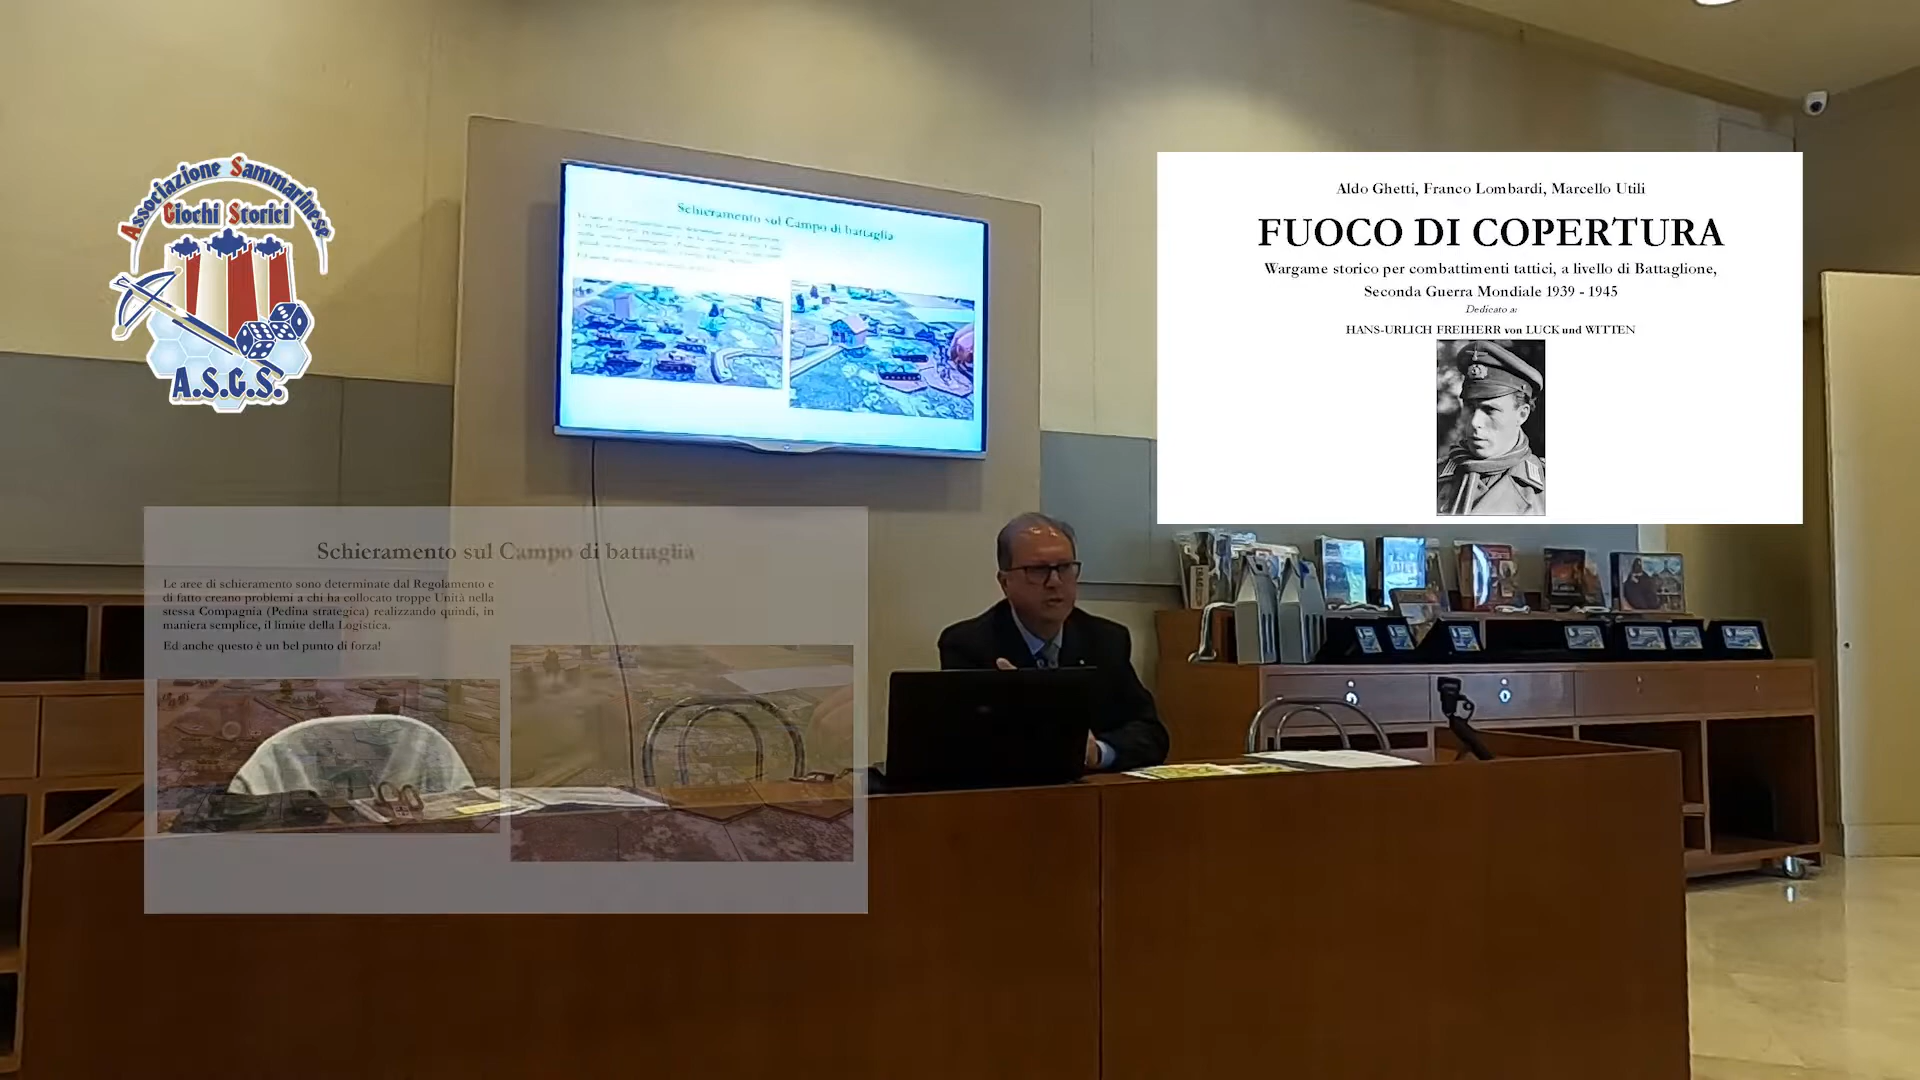 Associazione Sammarinese
Giochi Storici
A.S.G.S.
Schieramento sul Campo di battaglia
Aldo Ghetti, Franco Lombardi, Marcello Utili
FUOCO DI COPERTURA
Wargame storico per combattimenti tattici, a livello di Battaglione,
Seconda Guerra Mondiale 1939 - 1945
Dedicato a:
HANS-URLICH FREIHERR von LUCK und WITTEN
Schieramento sul Campo di battaglia
Le aree di schieramento sono determinate dal Regolamento e
di fatto creano problemi a chi ha collocato troppe Unità nella
stessa Compagnia (Pedina strategica) realizzando quindi, in
maniera semplice, il limite della Logistica.
Ed anche questo è un bel punto di forza!